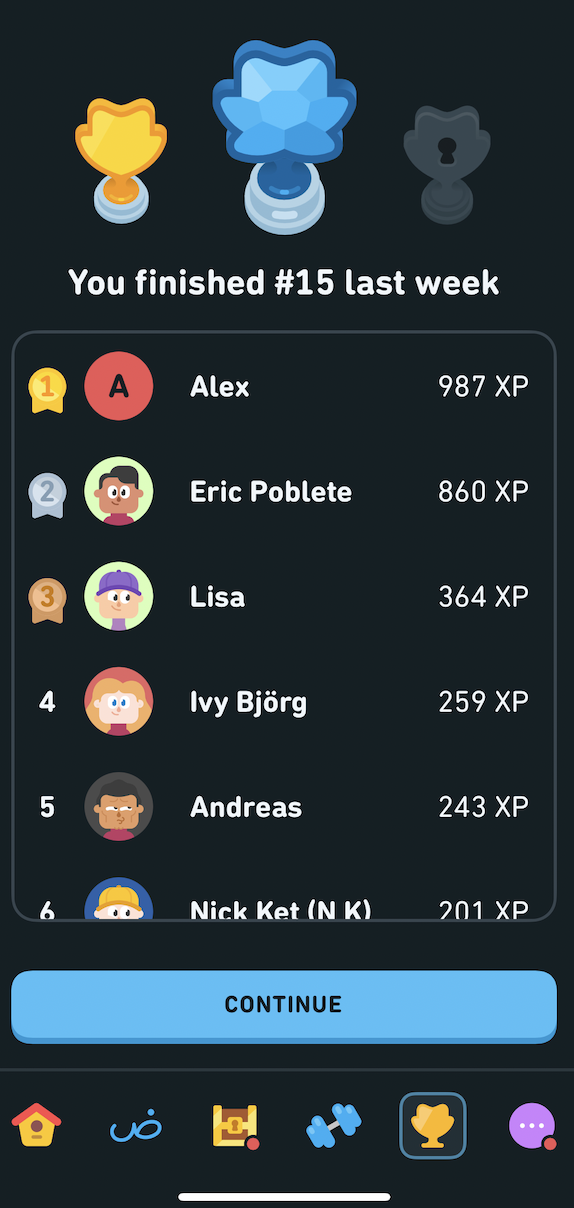 You finished #15 last week
1 A Alex 987 XP
2 Eric Poblete 860 XP
3 Lisa 364 XP
4 Ivy Björg 259 XP
5 Andreas 243 XP
6 Nick Ket (N K) 201 XP
CONTINUE
ض